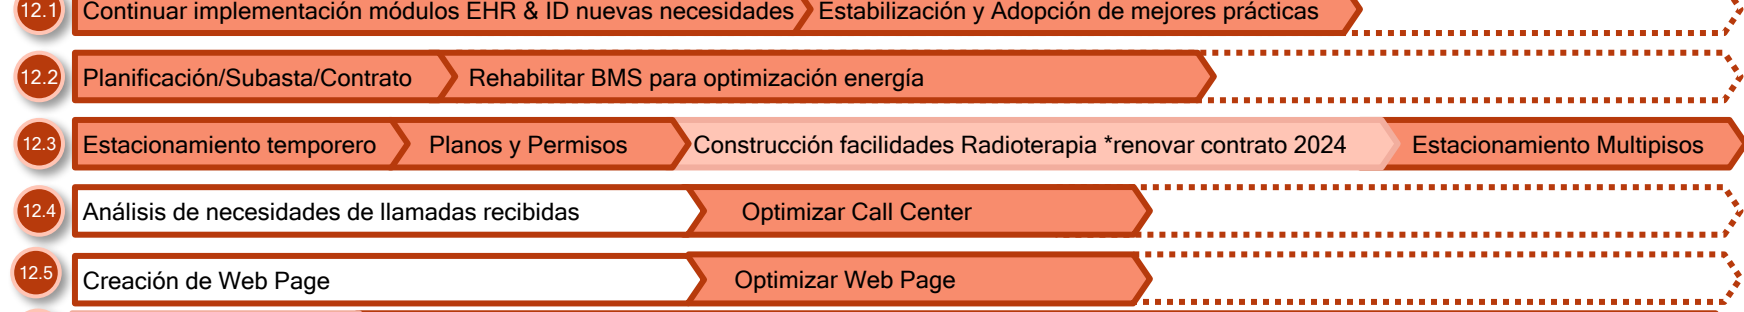 12.1 Continuar implementación módulos EHR & ID nuevas necesidades Estabilización y Adopción de mejores prácticas
12.2 Planificación/Subasta/Contrato Rehabilitar BMS para optimización energía
12.3 Estacionamiento temporero Planos y Permisos Construcción facilidades Radioterapia *renovar contrato 2024 Estacionamiento Multipisos
12.4 Análisis de necesidades de llamadas recibidas Optimizar Call Center
12.5 Creación de Web Page Optimizar Web Page